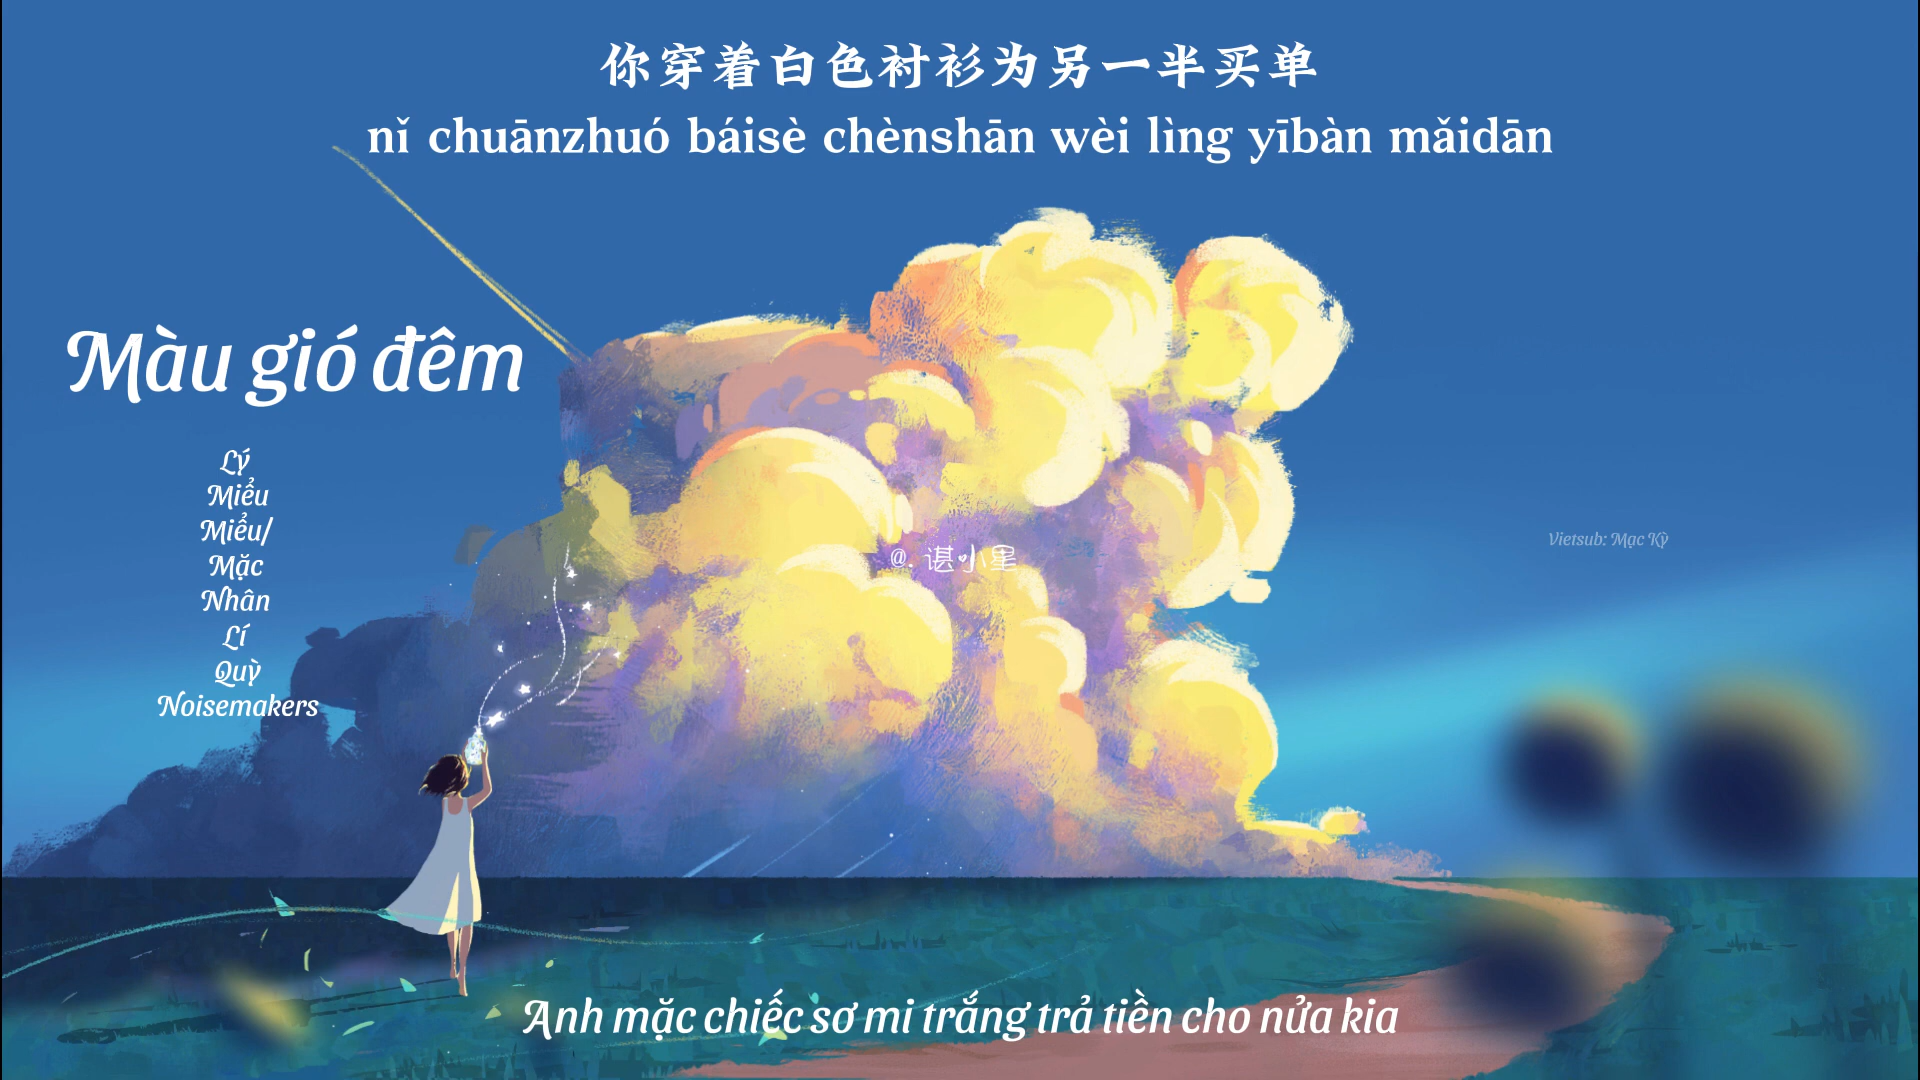 你穿着白色衬衫为另一半买单
nǐ chuānzhuó báisè chènshān wèi lìng yībàn mǎidān
Màu gió đêm
Lý
Miểu
Miểu/
Mặc
Nhân
Lí
Quỳ
Noisemakers
Vietsub: Mạc Kỳ
@. 谌小里
Anh mặc chiếc sơ mi trắng trả tiền cho nửa kia